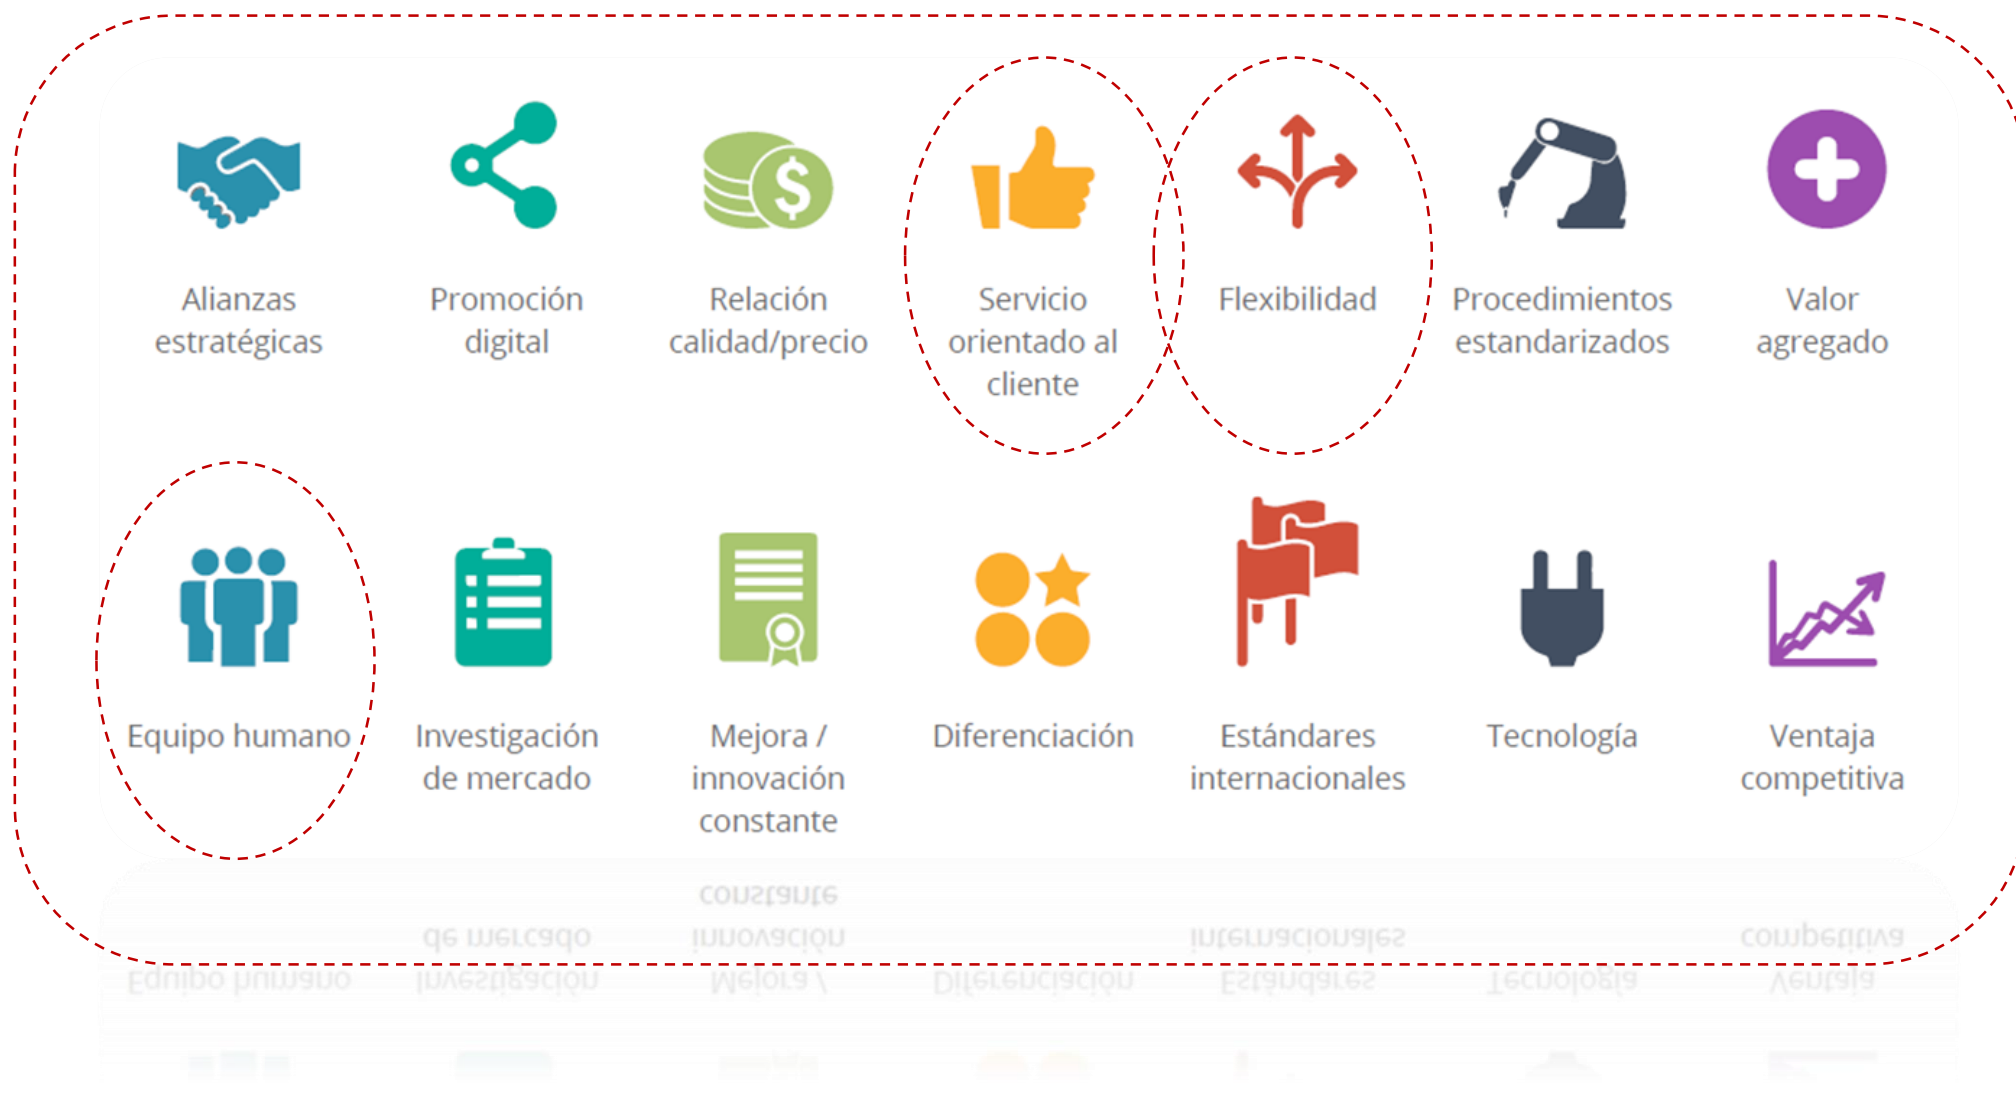 Alianzas
estratégicas
Promoción
digital
Relación
calidad/precio
Servicio
orientado al
cliente
Flexibilidad
Procedimientos
estandarizados
Valor
agregado
Equipo humano
Investigación
de mercado
Mejora /
innovación
constante
Diferenciación
Estándares
internacionales
Tecnología
Ventaja
competitiva